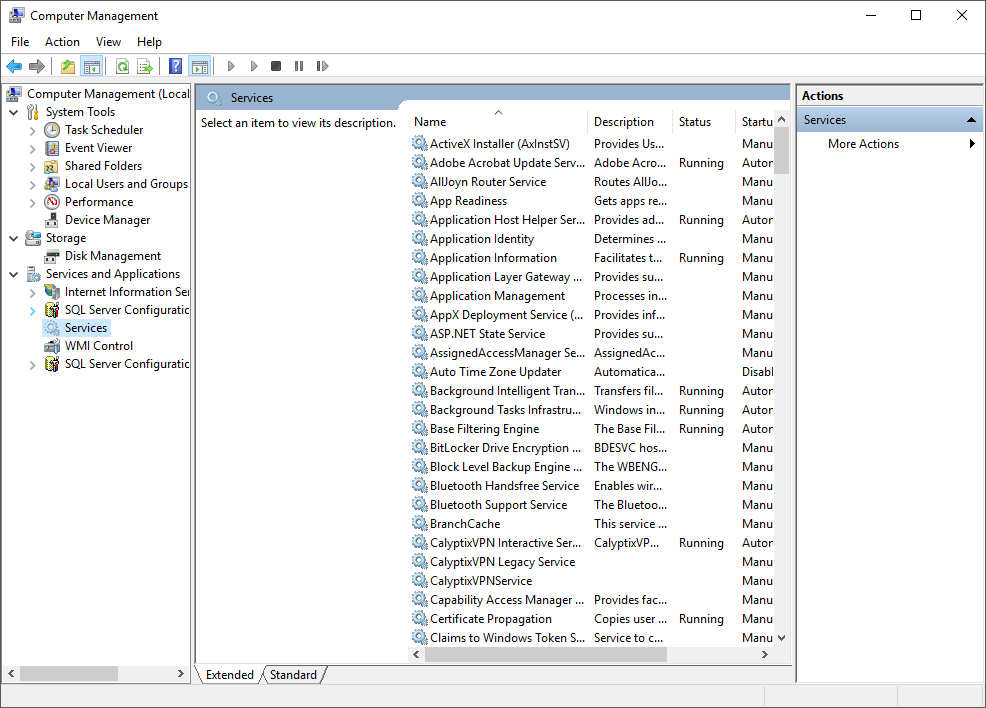 Computer Management
File Action View Help
Computer Management (Local
System Tools
Task Scheduler
Event Viewer
Shared Folders
Local Users and Groups
Performance
Device Manager
Storage
Disk Management
Services and Applications
Internet Information Ser
SQL Server Configuratic
Services
WMI Control
SQL Server Configuratic
Services
Select an item to view its description.
Name Description Status Startu
ActiveX Installer (AxInstSV) Provides Us... Manu
Adobe Acrobat Update Serv... Adobe Acro... Running Autor
AllJoyn Router Service Routes AllJo... Manu
App Readiness Gets apps re... Manu
Application Host Helper Ser... Provides ad... Running Autor
Application Identity Determines ... Manu
Application Information Facilitates t... Running Manu
Application Layer Gateway ... Provides su... Manu
Application Management Processes in... Manu
AppX Deployment Service (... Provides inf... Manu
ASP.NET State Service Provides su... Manu
AssignedAccessManager Se... AssignedAc... Manu
Auto Time Zone Updater Automatica... Disabl
Background Intelligent Tran... Transfers fil... Running Autor
Background Tasks Infrastru... Windows in... Running Autor
Base Filtering Engine The Base Fil... Running Autor
BitLocker Drive Encryption ... BDESVC hos... Manu
Block Level Backup Engine ... The WBENG... Manu
Bluetooth Handsfree Service Enables wir... Manu
Bluetooth Support Service The Bluetoo... Manu
BranchCache This service ... Manu
CalyptixVPN Interactive Ser... CalyptixVP... Running Autor
CalyptixVPN Legacy Service Manu
CalyptixVPNService Manu
Capability Access Manager ... Provides fac... Manu
Certificate Propagation Copies user ... Running Manu
Claims to Windows Token S... Service to c... Manu
Extended Standard
Actions
Services
More Actions